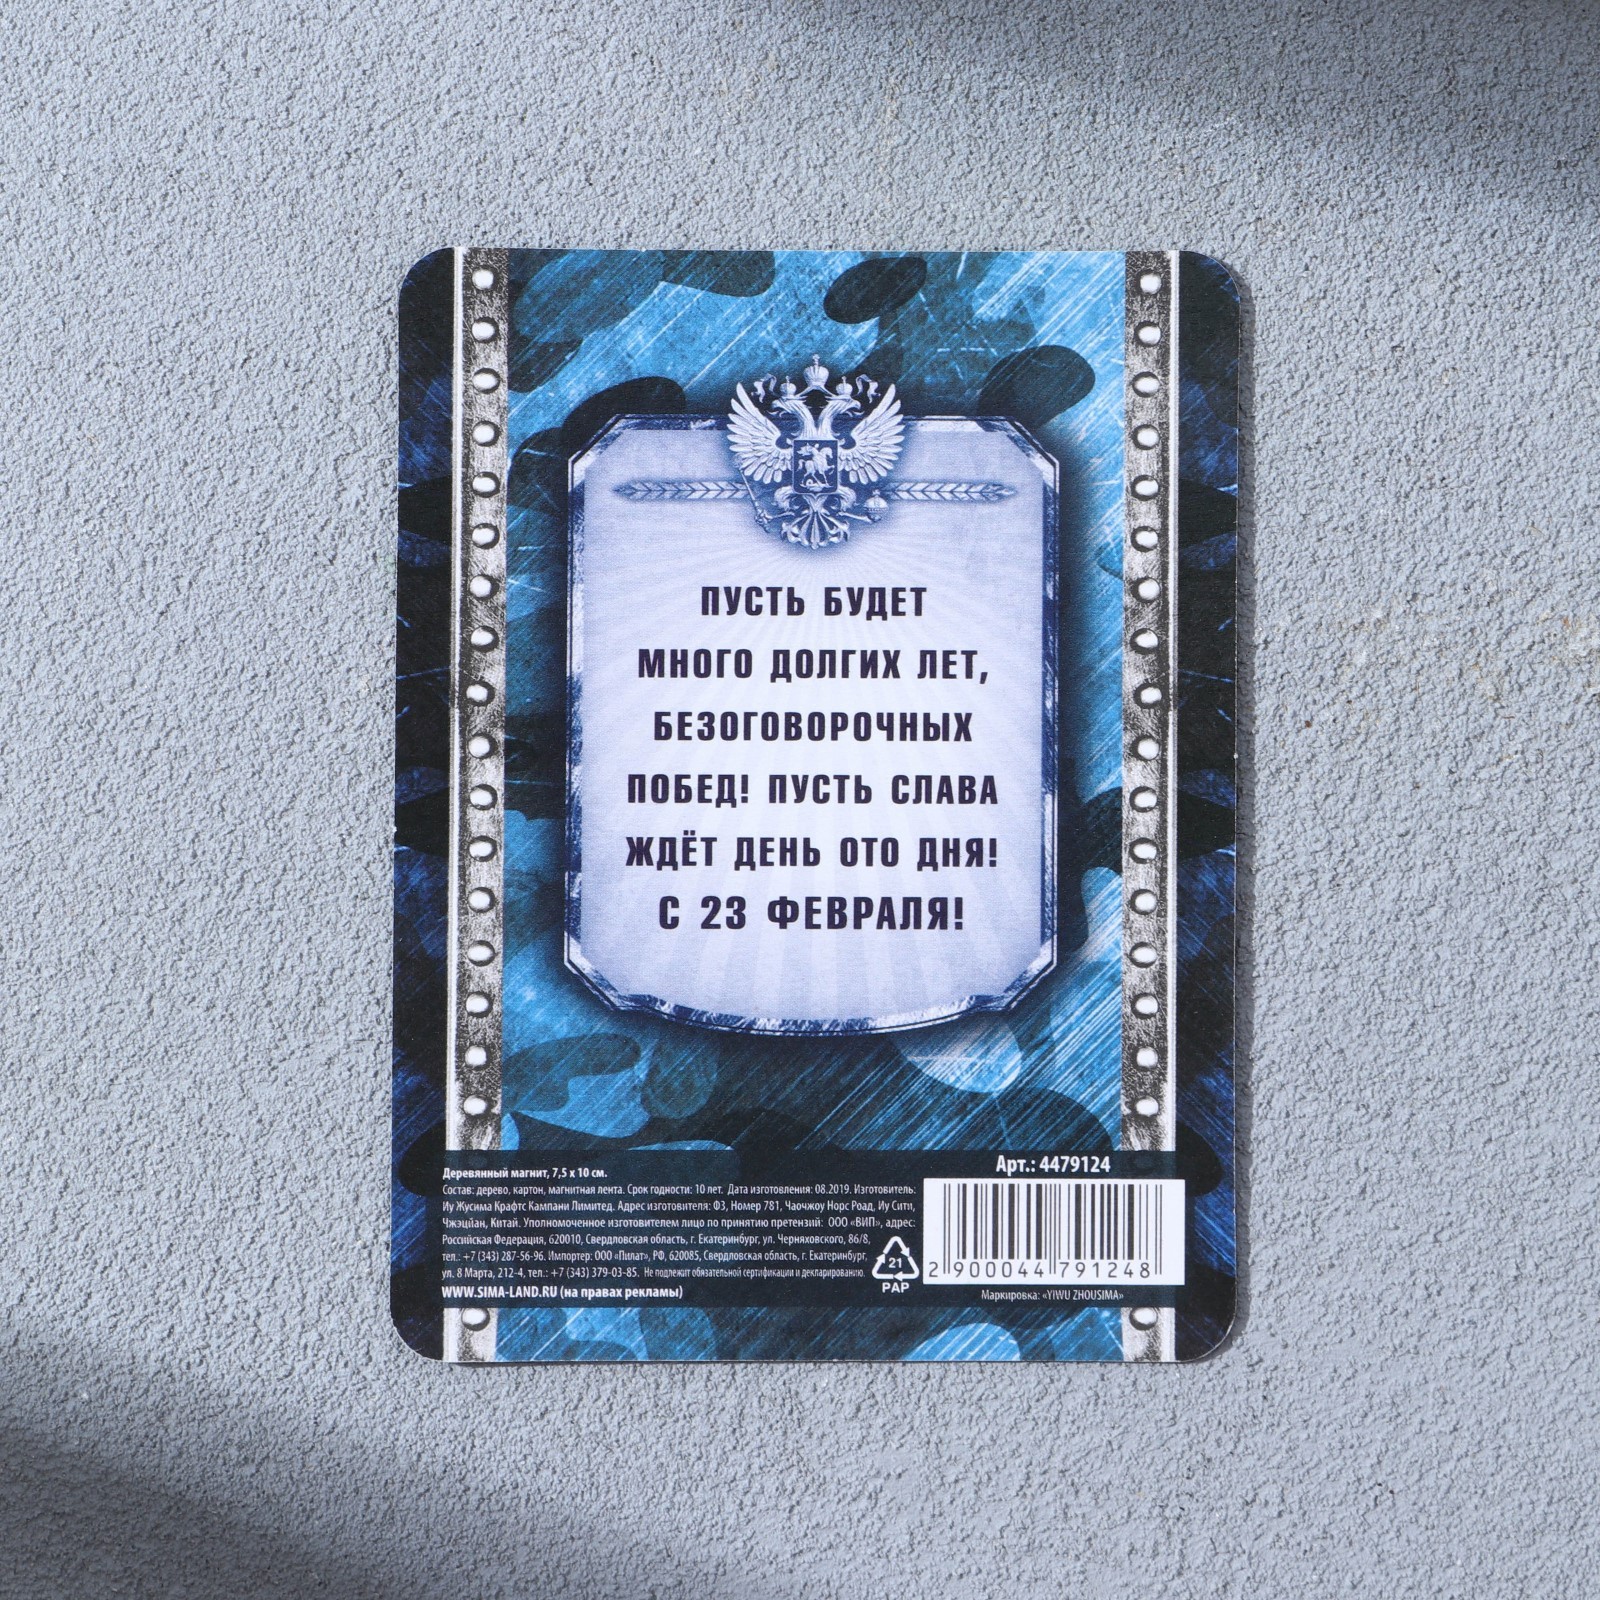 ПУСТЬ БУДЕТ
МНОГО ДОЛГИХ ЛЕТ,
БЕЗОГОВОРОЧНЫХ
ПОБЕД! ПУСТЬ СЛАВА
ЖДЁТ ДЕНЬ ОТО ДНЯ!
С 23 ФЕВРАЛЯ!
Деревянный магнит, 7,5 х 10 см.
Состав: дерево, картон, магнитная лента. Срок годности: 10 лет. Дата изготовления: 08.2019. Изготовитель:
Иу Жусима Крафтс Кампани Лимитед. Адрес изготовителя: Ф3, Номер 781, Чаочжоу Норс Роад, Иу Сити,
Чжэцзян, Китай. Уполномоченное изготовителем лицо по принятию претензий: ООО «ВИП», адрес:
Российская Федерация, 620010, Свердловская область, г. Екатеринбург, ул. Черняховского, 86/8,
тел.: +7 (343) 287-56-96. Импортер: ООО «Пилат», РФ, 620085, Свердловская область, г. Екатеринбург,
ул. 8 Марта, 212-4, тел.: +7 (343) 379-03-85. Не подлежит обязательной сертификации и декларированию.
WWW.SIMA-LAND.RU (на правах рекламы)
21
PAP
Арт.: 4479124
2 900044 791248
Маркировка: «YIWU ZHOUSIMA»